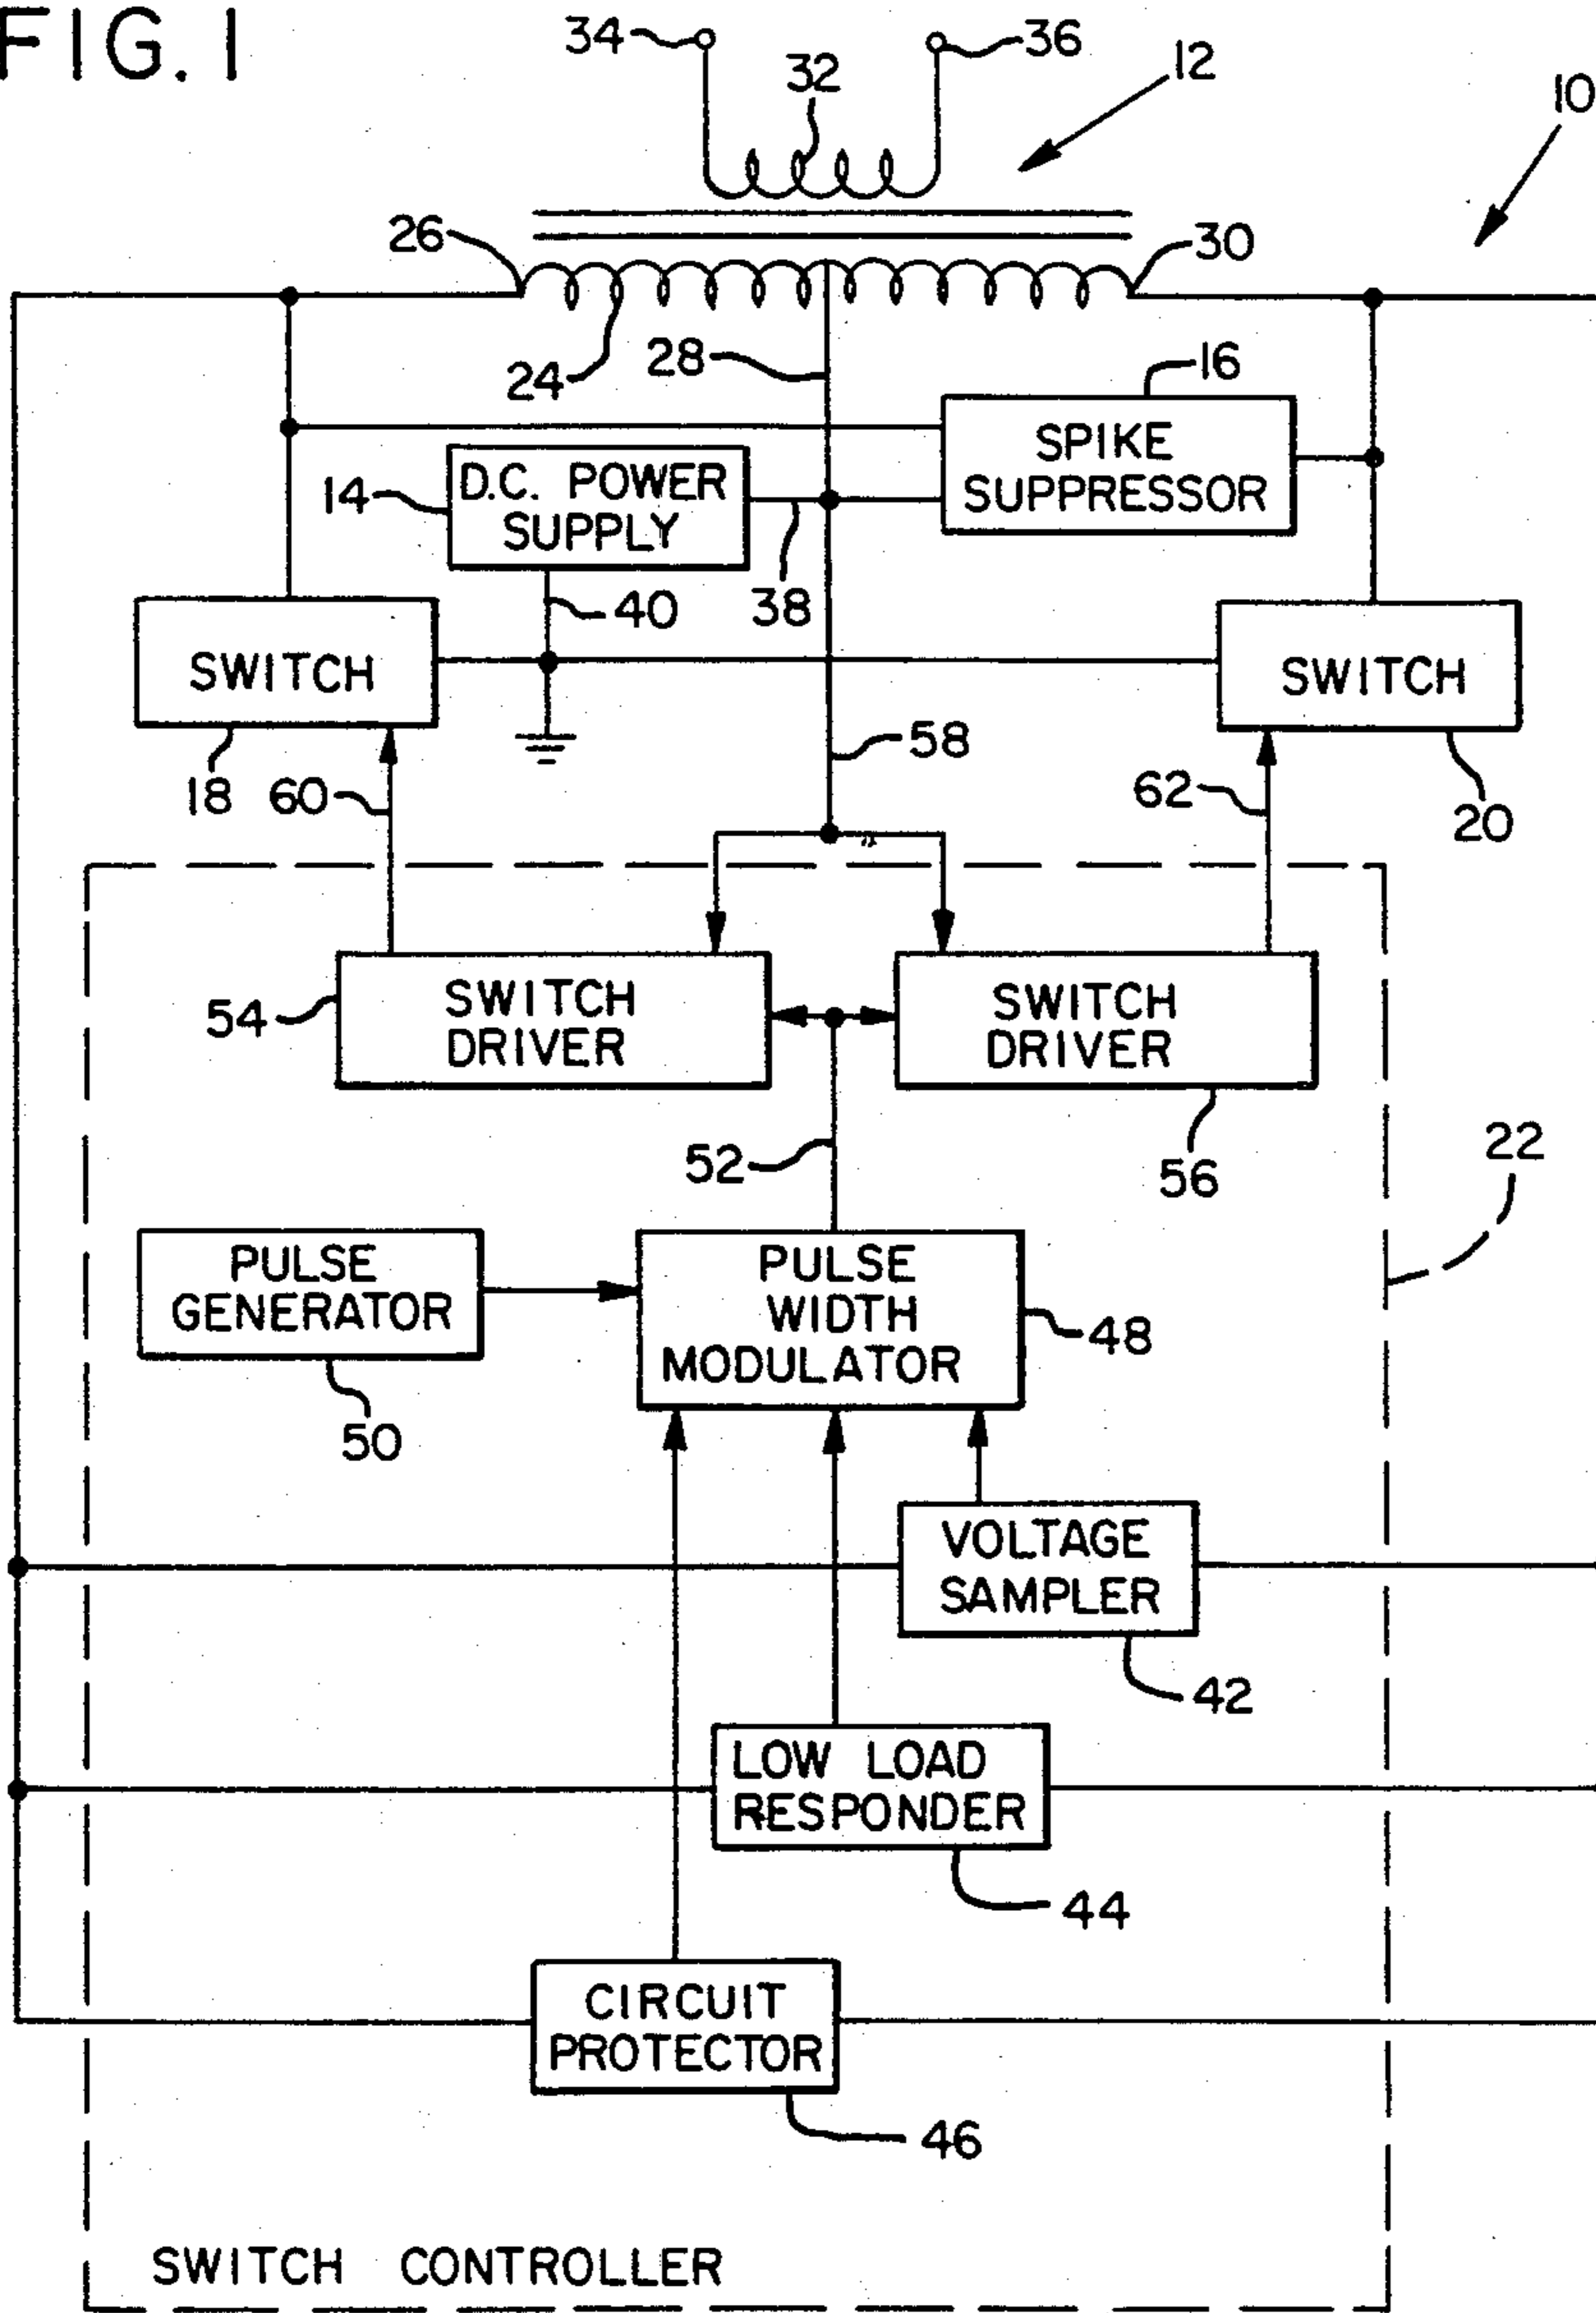 FIG. 1
34
36
32
12
10
26
30
24
28
16
SPIKE
SUPPRESSOR
14
D.C. POWER
SUPPLY
38
40
SWITCH
SWITCH
58
18
60
62
20
54
SWITCH
DRIVER
SWITCH
DRIVER
52
56
22
PULSE
GENERATOR
PULSE
WIDTH
MODULATOR
48
50
VOLTAGE
SAMPLER
42
LOW LOAD
RESPONDER
44
CIRCUIT
PROTECTOR
46
SWITCH CONTROLLER